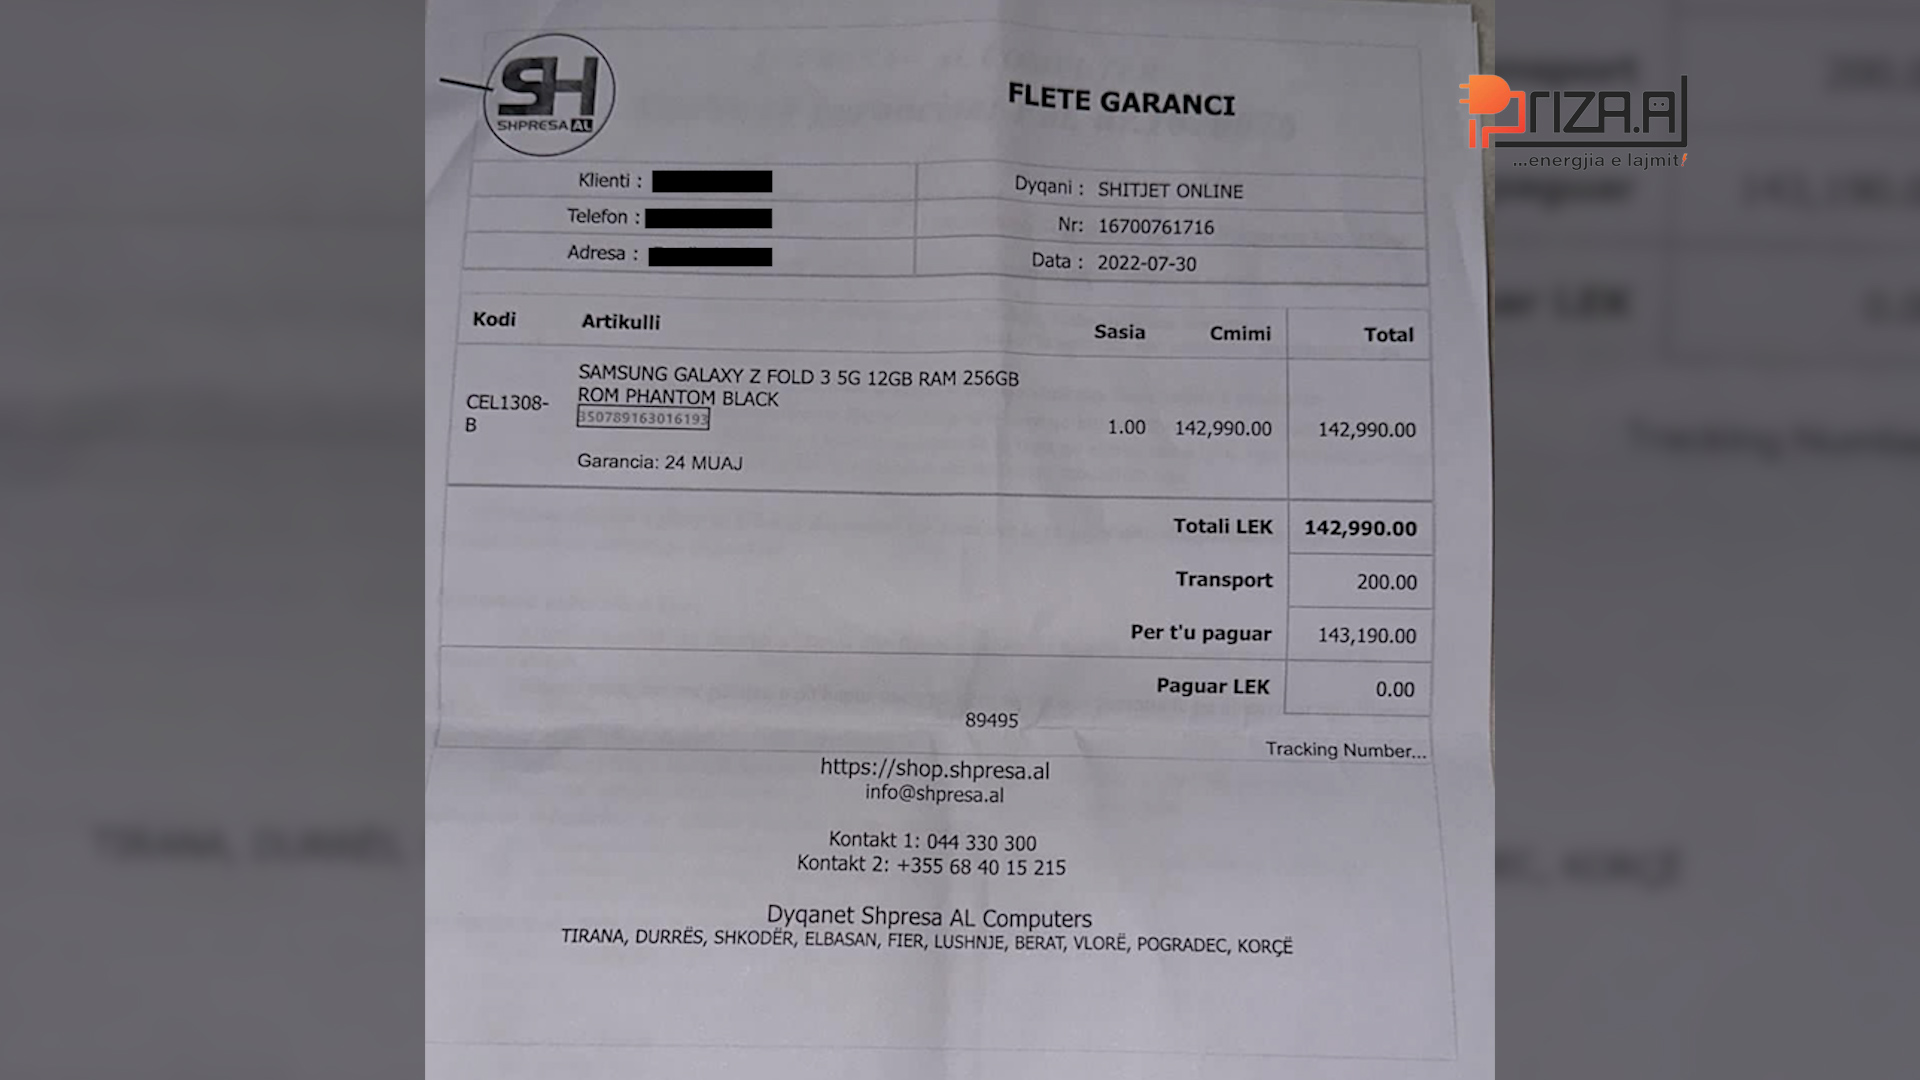 SH
SHPRESA AL
FLETE GARANCI
PRIZA.AL
...energjia e lajmit!
Klienti :
Telefon :
Adresa :
Dyqani : SHITJET ONLINE
Nr: 16700761716
Data : 2022-07-30
Kodi Artikulli Sasia Cmimi Total
SAMSUNG GALAXY Z FOLD 3 5G 12GB RAM 256GB
ROM PHANTOM BLACK
350789163016193
CEL1308-
B
1.00 142,990.00 142,990.00
Garancia: 24 MUAJ
Totali LEK 142,990.00
Transport 200.00
Per t'u paguar 143,190.00
Paguar LEK 0.00
89495
Tracking Number...
https://shop.shpresa.al
info@shpresa.al
Kontakt 1: 044 330 300
Kontakt 2: +355 68 40 15 215
Dyqanet Shpresa AL Computers
TIRANA, DURRËS, SHKODËR, ELBASAN, FIER, LUSHNJE, BERAT, VLORË, POGRADEC, KORÇË